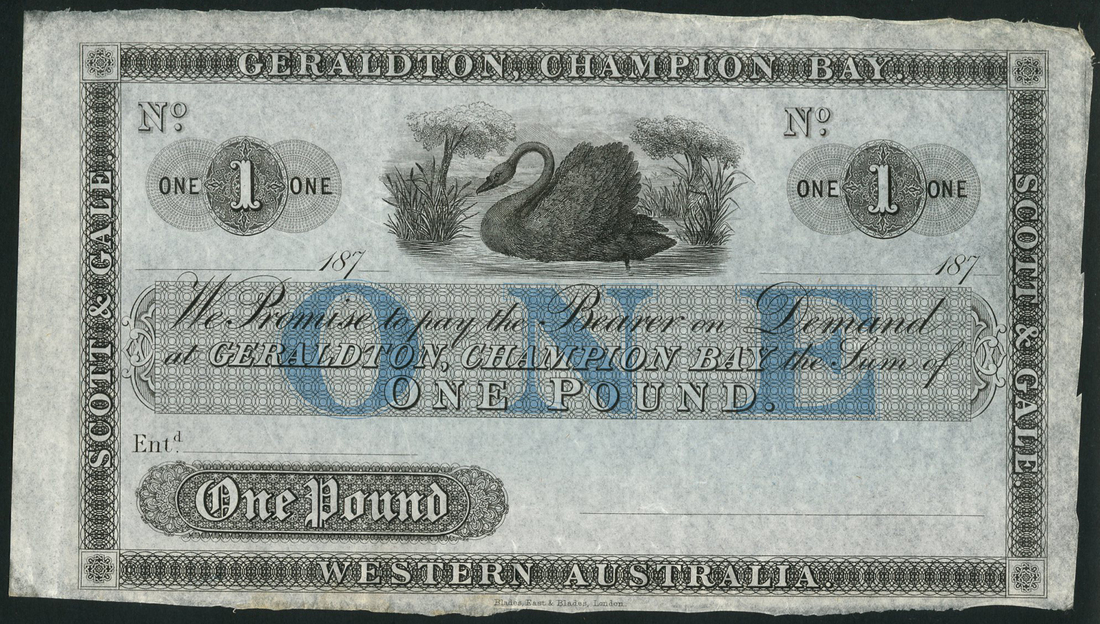 GERALDTON, CHAMPION BAY.
SCOTT & GALE
SCOTT & GALE
No.
No.
ONE 1 ONE
ONE 1 ONE
187
187
ONE
We Promise to pay the Bearer on Demand
at GERALDTON, CHAMPION BAY the Sum of
ONE POUND.
Entd.
One Pound
WESTERN AUSTRALIA.
Blades, East & Blades, London.